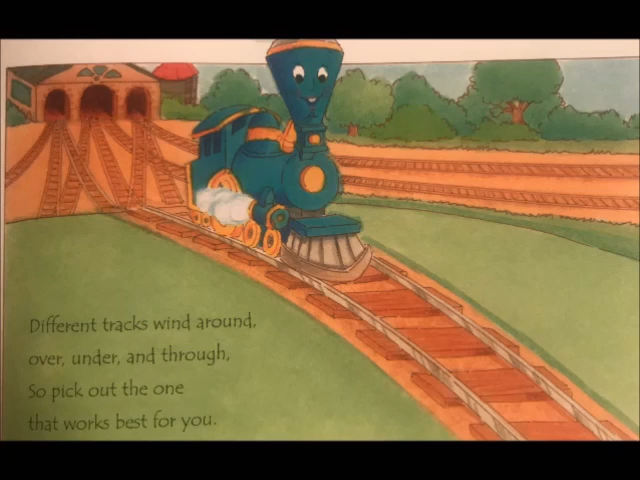 Different tracks wind around,
over, under, and through,
So pick out the one
that works best for you.